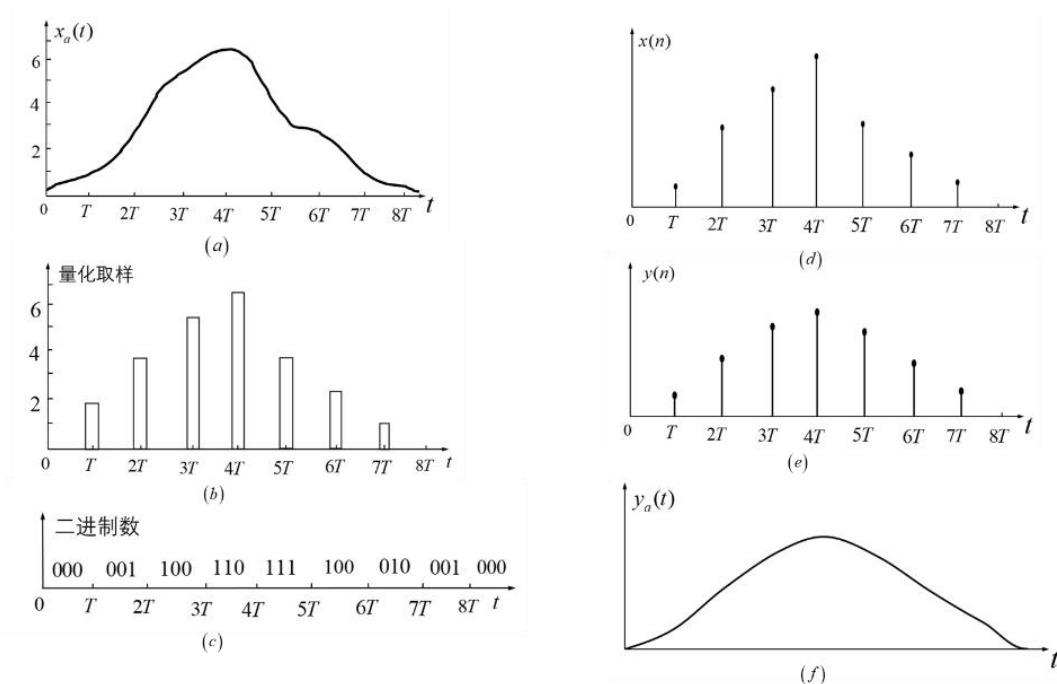 x_a(t)
6
4
2
0 T 2T 3T 4T 5T 6T 7T 8T t
(a)
量化取样
6
4
2
0 T 2T 3T 4T 5T 6T 7T 8T t
(b)
二进制数
000 001 100 110 111 100 010 001 000
0 T 2T 3T 4T 5T 6T 7T 8T t
(c)
x(n)
0 T 2T 3T 4T 5T 6T 7T 8T t
(d)
y(n)
0 T 2T 3T 4T 5T 6T 7T 8T t
(e)
y_a(t)
t
(f)